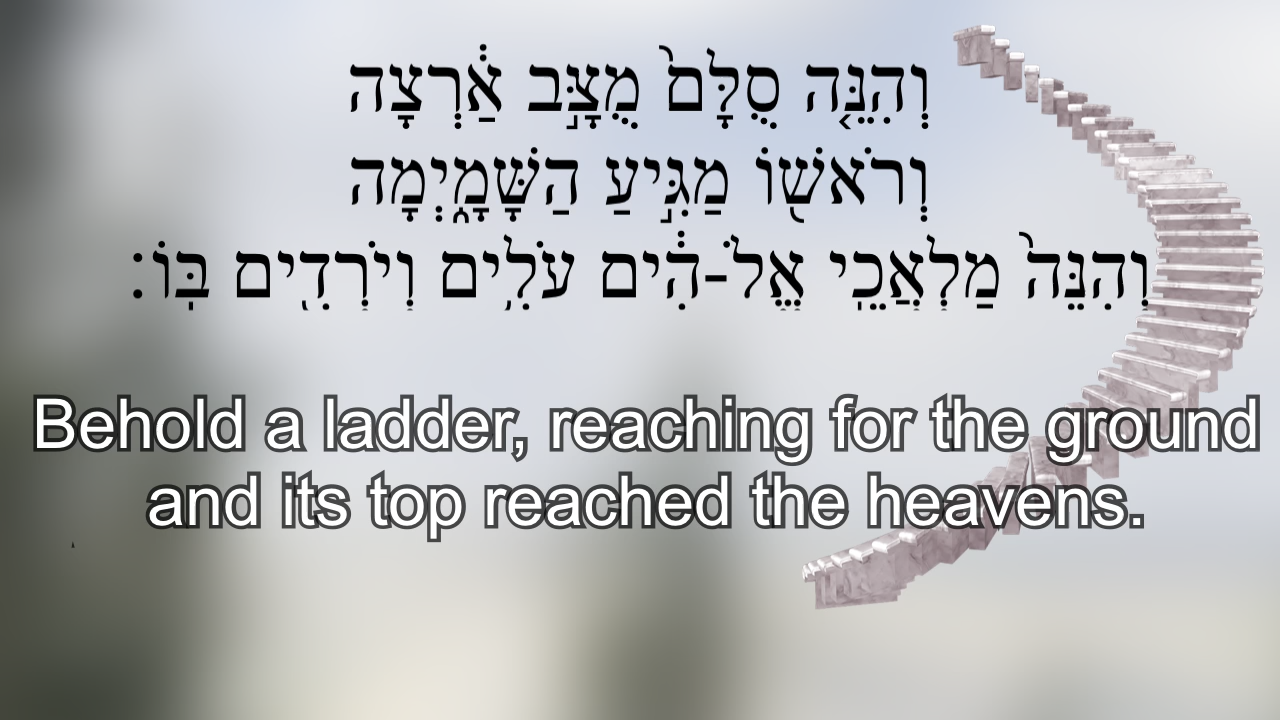 וְהִנֵּ֤ה סֻלָּם֙ מֻצָּ֣ב אַ֔רְצָה
וְרֹאשׁ֖וֹ מַגִּ֣יעַ הַשָּׁמָ֑יְמָה
וְהִנֵּה֙ מַלְאֲכֵ֣י אֱלֹ-הִ֔ים עֹלִ֥ים וְיֹרְדִ֖ים בּֽוֹ׃
Behold a ladder, reaching for the ground
and its top reached the heavens.